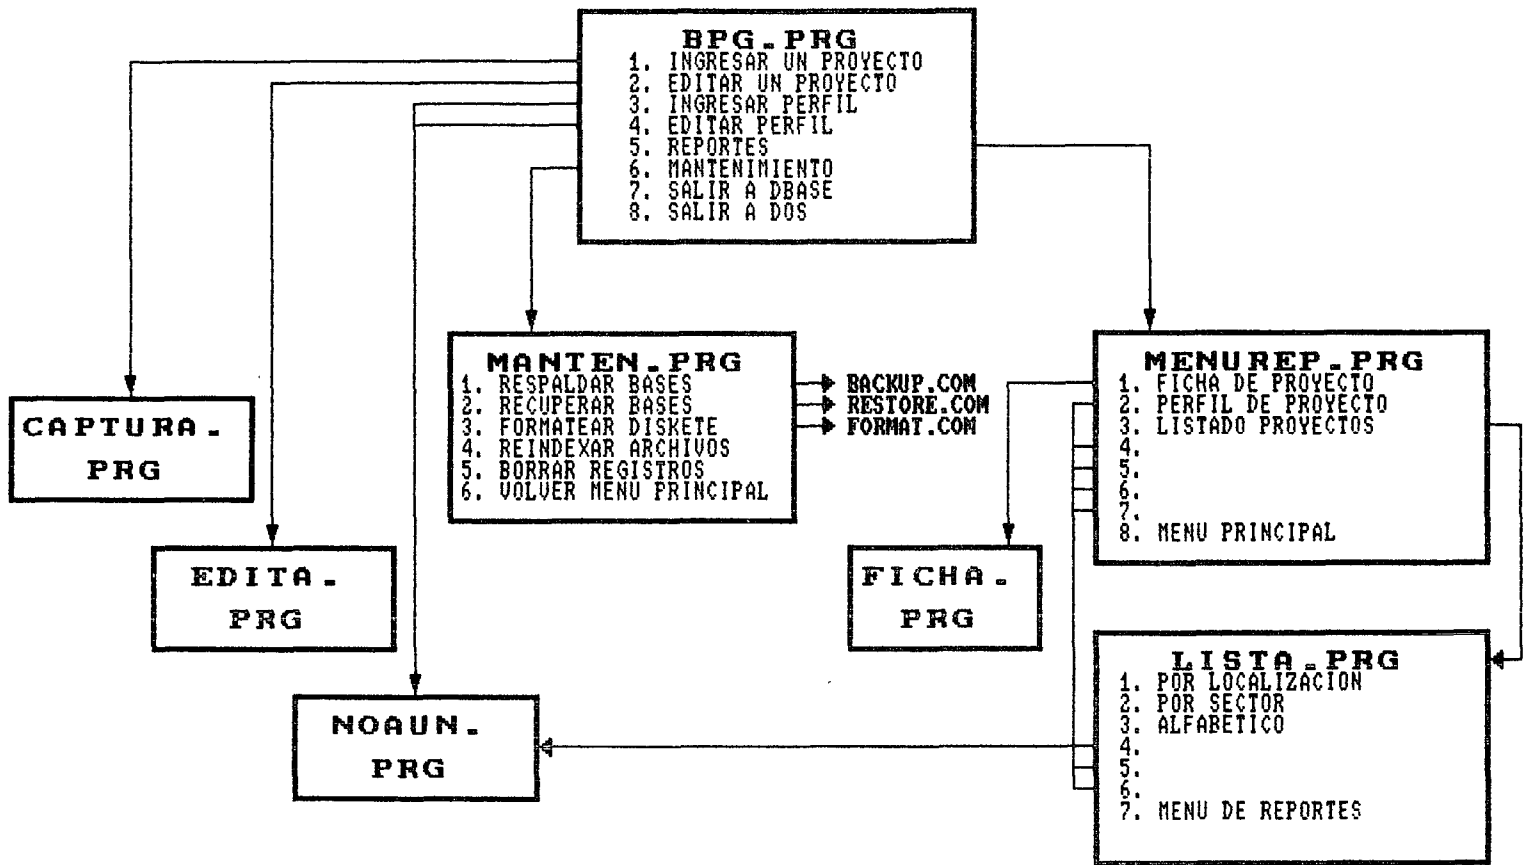 BPG.PRG
1. INGRESAR UN PROYECTO
2. EDITAR UN PROYECTO
3. INGRESAR PERFIL
4. EDITAR PERFIL
5. REPORTES
6. MANTENIMIENTO
7. SALIR A DBASE
8. SALIR A DOS
MANTEN.PRG
1. RESPALDAR BASES
2. RECUPERAR BASES
3. FORMATEAR DISKETE
4. REINDEXAR ARCHIVOS
5. BORRAR REGISTROS
6. VOLVER MENU PRINCIPAL
BACKUP.COM
RESTORE.COM
FORMAT.COM
MENUREP.PRG
1. FICHA DE PROYECTO
2. PERFIL DE PROYECTO
3. LISTADO PROYECTOS
4.
5.
6.
7.
8. MENU PRINCIPAL
CAPTURA.
PRG
EDITA.
PRG
FICHA.
PRG
NOAUN.
PRG
LISTA.PRG
1. POR LOCALIZACION
2. POR SECTOR
3. ALFABETICO
4.
5.
6.
7. MENU DE REPORTES